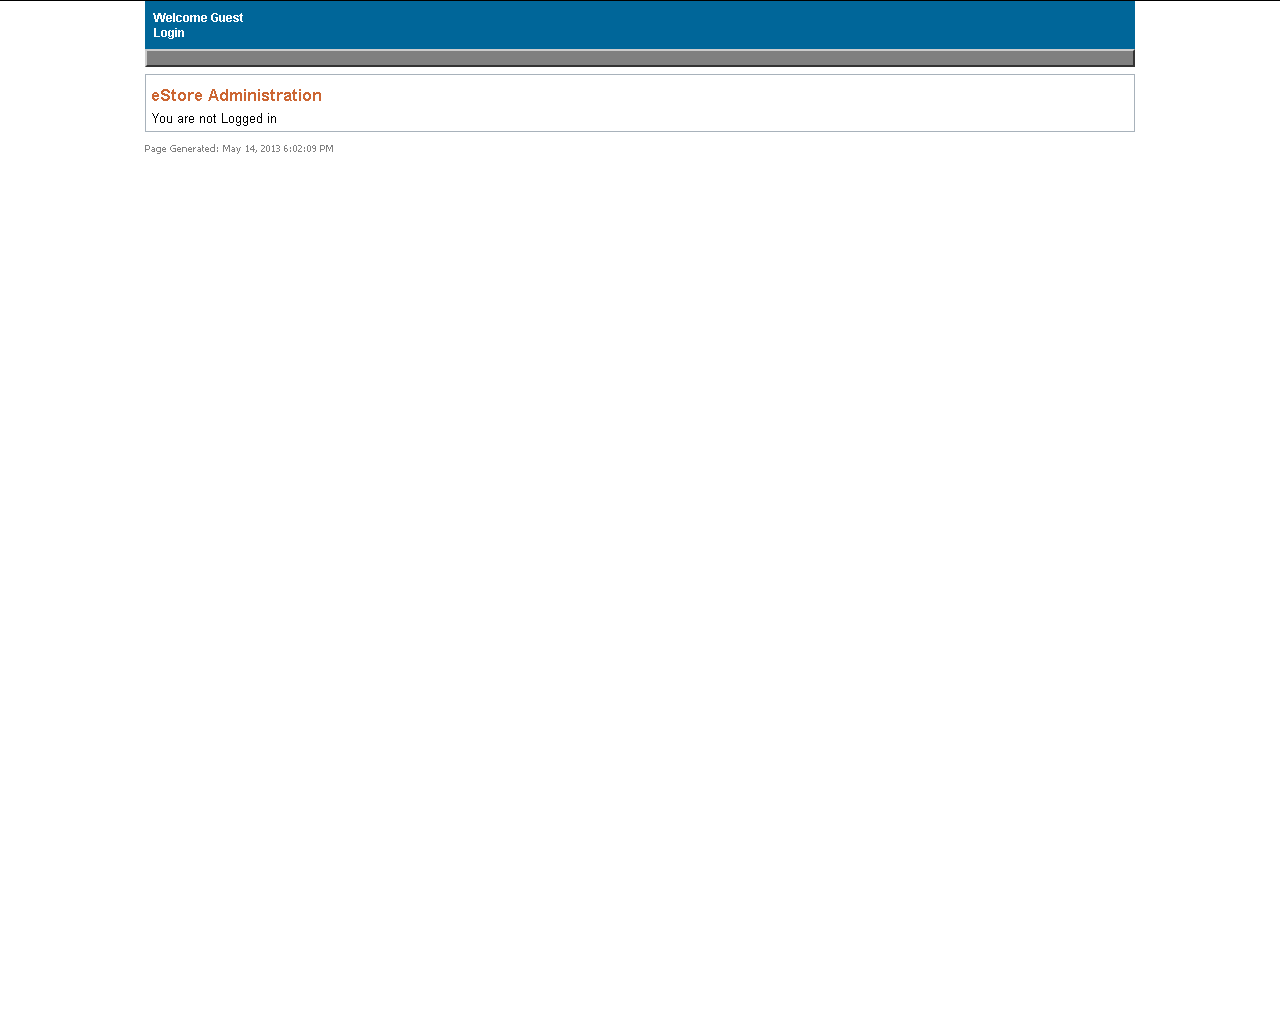 Welcome Guest
Login
eStore Administration
You are not Logged in
Page Generated: May 14, 2013 6:02:09 PM